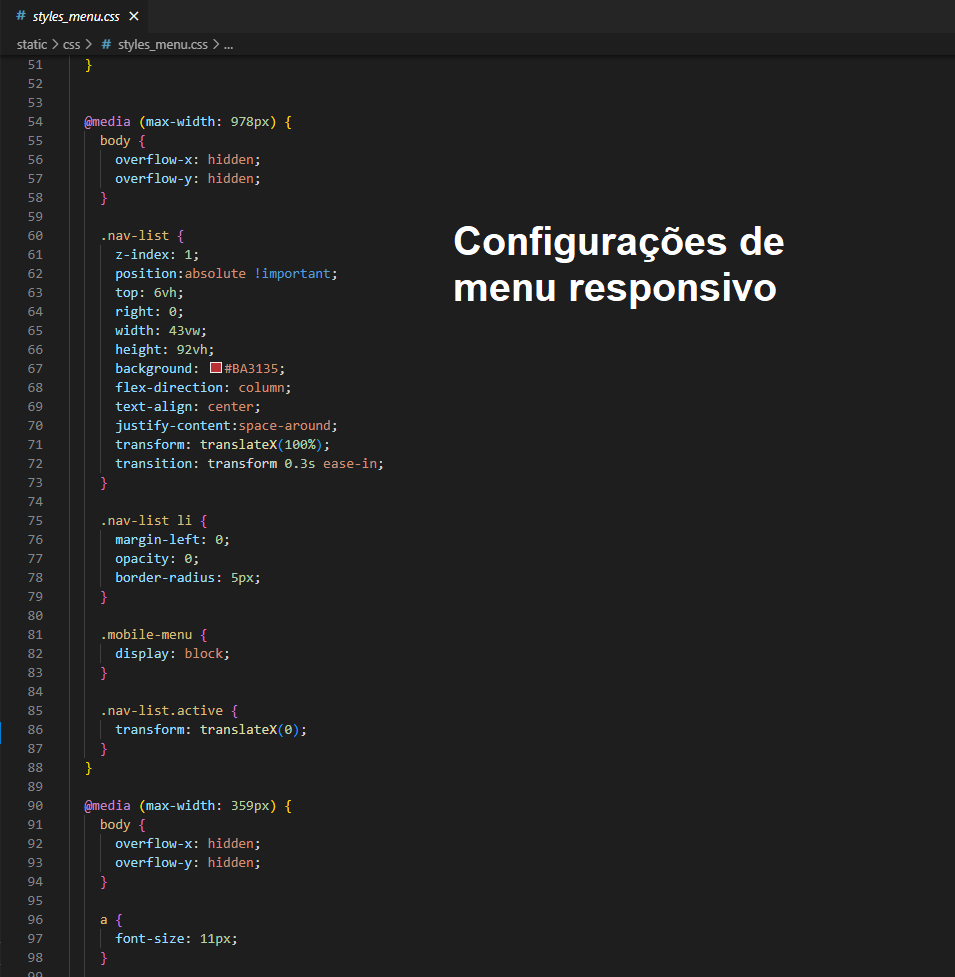 # styles_menu.css ✕
static > css > # styles_menu.css > ...
51 }
52
53
54 @media (max-width: 978px) {
55 body {
56 overflow-x: hidden;
57 overflow-y: hidden;
58 }
59
60 .nav-list {
61 z-index: 1;
62 position:absolute !important;
63 top: 6vh;
64 right: 0;
65 width: 43vw;
66 height: 92vh;
67 background: #BA3135;
68 flex-direction: column;
69 text-align: center;
70 justify-content:space-around;
71 transform: translateX(100%);
72 transition: transform 0.3s ease-in;
73 }
74
75 .nav-list li {
76 margin-left: 0;
77 opacity: 0;
78 border-radius: 5px;
79 }
80
81 .mobile-menu {
82 display: block;
83 }
84
85 .nav-list.active {
86 transform: translateX(0);
87 }
88 }
89
90 @media (max-width: 359px) {
91 body {
92 overflow-x: hidden;
93 overflow-y: hidden;
94 }
95
96 a {
97 font-size: 11px;
98 }
99
Configurações de
menu responsivo